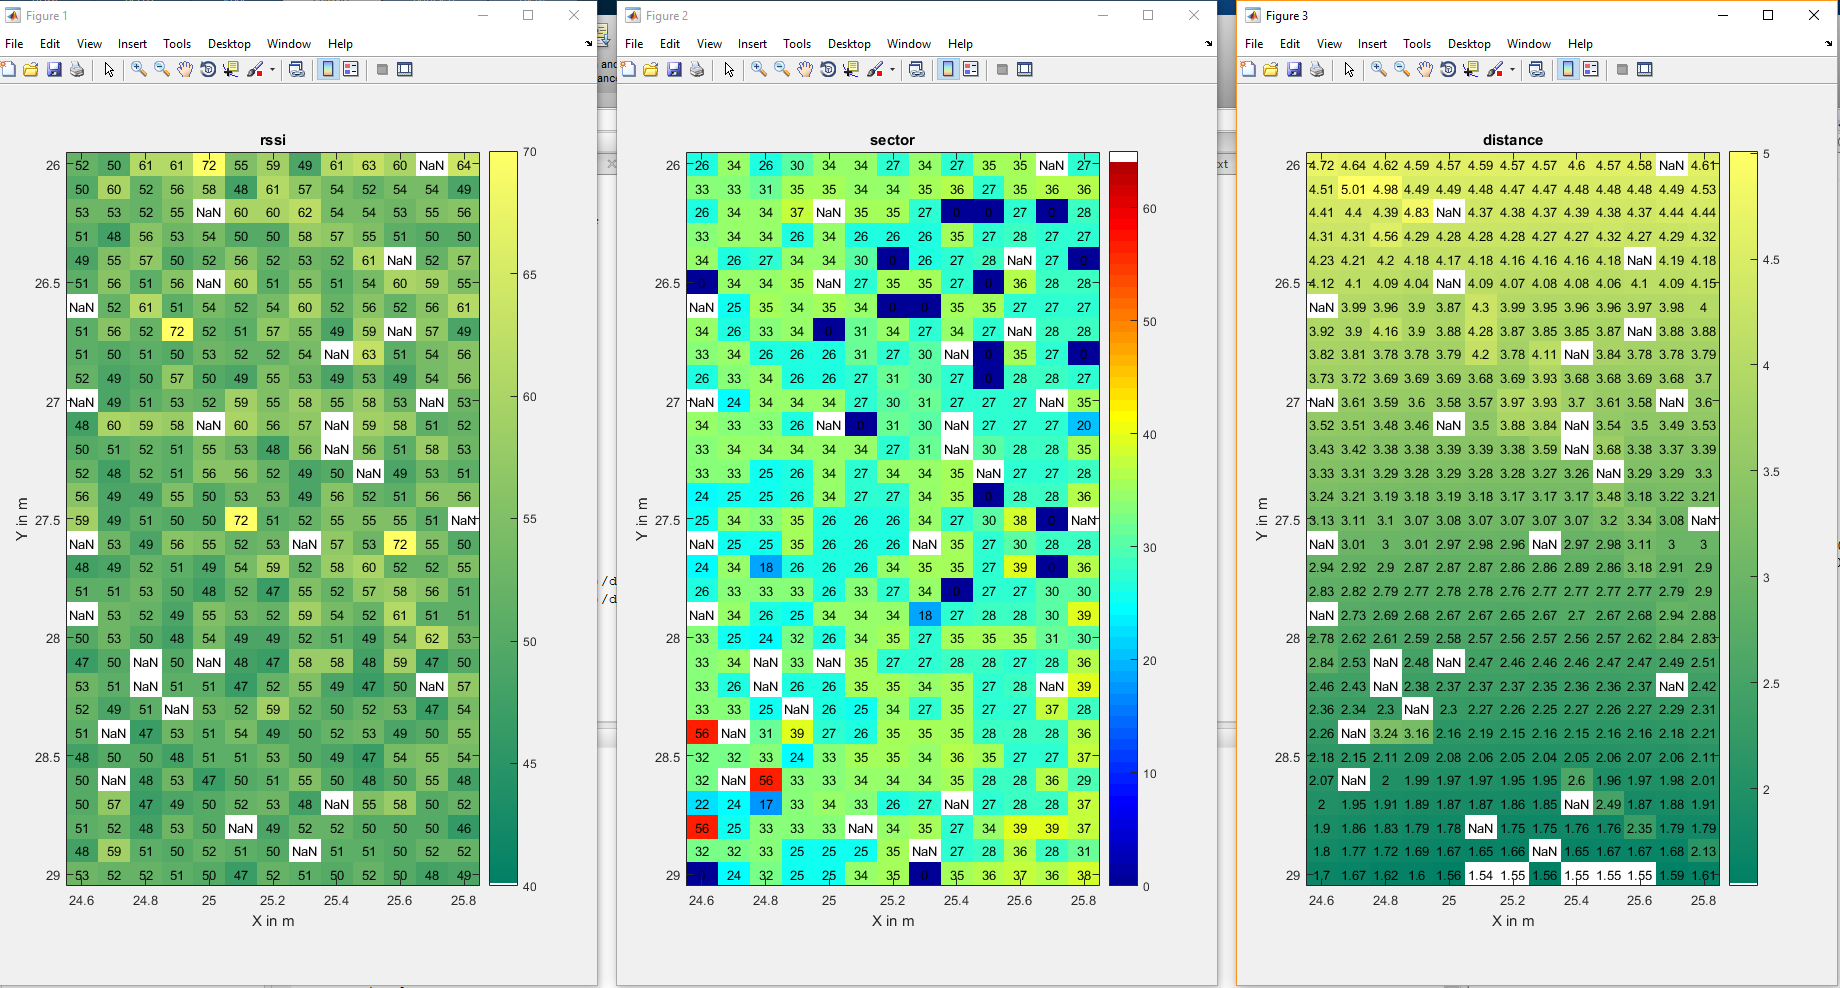 Figure 1
File Edit View Insert Tools Desktop Window Help
rssi
26 52 50 61 61 72 55 59 49 61 63 60 NaN 64
50 60 52 56 58 48 61 57 54 52 54 54 49
53 53 52 55 NaN 60 60 62 54 54 53 55 56
51 48 56 53 54 50 50 58 57 55 51 50 50
49 55 57 50 52 56 52 53 52 61 NaN 52 57
26.5 51 56 51 56 NaN 60 51 55 51 54 60 59 55
NaN 52 61 51 54 52 54 60 52 56 52 56 61
51 56 52 72 52 51 57 55 49 59 NaN 57 49
51 50 51 50 53 52 52 54 NaN 63 51 54 56
52 49 50 57 50 49 55 53 49 53 49 54 56
27 NaN 49 51 53 52 59 55 58 55 58 53 NaN 53
48 60 59 58 NaN 60 56 57 NaN 59 58 51 52
50 51 52 51 55 53 48 56 NaN 56 51 58 53
52 48 52 51 56 56 52 49 50 NaN 49 53 51
56 49 49 55 50 53 53 49 56 52 51 56 56
27.5 59 49 51 50 50 72 51 52 55 55 55 51 NaN
NaN 53 49 56 55 52 53 NaN 57 53 72 55 50
48 49 52 51 49 54 59 52 58 60 52 52 55
51 51 53 50 48 52 47 55 52 57 58 56 51
NaN 53 52 49 55 53 52 59 54 52 61 51 51
28 50 53 50 48 54 49 49 52 51 49 54 62 53
47 50 NaN 50 NaN 48 47 58 58 48 59 47 50
53 51 NaN 51 51 47 52 55 49 47 50 NaN 57
52 49 51 NaN 53 52 59 52 50 52 53 47 54
51 NaN 47 53 51 54 49 50 52 53 49 50 55
28.5 50 48 50 51 51 53 50 49 47 54 55 54
50 NaN 48 53 47 50 51 55 50 48 50 55 48
50 57 47 49 50 52 53 48 NaN 55 58 50 52
51 52 48 53 50 NaN 49 52 52 50 50 50 46
48 59 51 50 52 51 50 NaN 51 51 50 52 52
29 53 52 52 51 50 47 52 51 50 52 50 48 49
24.6 24.8 25 25.2 25.4 25.6 25.8
X in m
Y in m
70
65
60
55
50
45
40
Figure 2
File Edit View Insert Tools Desktop Window Help
sector
26 26 34 26 30 34 34 27 34 27 35 35 NaN 27
33 33 31 35 35 34 34 35 36 27 35 36 36
26 34 34 37 NaN 35 35 27 0 0 27 0 28
33 34 34 26 34 26 26 26 35 27 28 27 27
34 26 27 34 34 30 0 26 27 28 NaN 27 0
26.5 0 34 34 35 NaN 27 35 35 27 0 36 28 28
NaN 25 35 34 35 34 0 0 35 35 27 27 27
34 26 33 34 0 31 34 27 34 27 NaN 28 28
33 34 26 26 26 31 27 30 NaN 0 35 27 0
26 33 34 26 26 27 31 30 27 0 28 28 27
27 NaN 24 34 34 34 27 30 31 27 27 27 NaN 35
34 33 33 26 NaN 0 31 30 NaN 27 27 27 20
34 34 34 34 34 34 27 31 NaN 30 28 28 35
33 33 25 26 34 27 34 34 35 NaN 27 27 28
24 25 25 26 34 27 27 34 35 0 28 28 36
27.5 25 34 33 35 26 26 26 34 27 30 38 0 NaN
NaN 25 25 35 26 26 26 NaN 35 27 30 28 28
24 34 18 26 26 26 34 34 35 27 39 0 36
26 33 33 33 26 34 35 34 0 27 27 30 30
NaN 34 26 25 34 34 34 18 27 28 28 30 39
28 33 25 24 32 26 34 35 27 35 35 35 31 30
33 34 NaN 33 NaN 35 27 27 28 28 27 28 36
33 26 NaN 26 26 35 35 34 35 27 28 NaN 39
33 33 25 NaN 26 25 34 35 35 27 27 37 28
56 NaN 31 39 27 26 35 35 35 28 28 28 36
28.5 32 32 33 24 33 35 35 34 36 35 27 27 37
32 NaN 56 33 33 34 34 34 35 28 28 36 29
22 24 17 33 34 33 26 27 NaN 27 28 28 37
56 25 33 33 33 NaN 34 35 27 34 39 39 37
32 32 33 25 25 25 35 NaN 27 28 36 28 31
29 0 24 32 25 25 34 35 0 35 36 37 36 38
24.6 24.8 25 25.2 25.4 25.6 25.8
X in m
Y in m
60
50
40
30
20
10
0
Figure 3
File Edit View Insert Tools Desktop Window Help
distance
26 4.72 4.64 4.62 4.59 4.57 4.59 4.57 4.57 4.6 4.57 4.58 NaN 4.61
4.51 5.01 4.98 4.49 4.49 4.48 4.47 4.47 4.48 4.48 4.49 4.49 4.53
4.41 4.4 4.39 4.83 NaN 4.37 4.38 4.37 4.39 4.38 4.37 4.44 4.44
4.31 4.31 4.56 4.29 4.28 4.28 4.28 4.27 4.27 4.32 4.27 4.29 4.32
4.23 4.21 4.2 4.18 4.17 4.18 4.16 4.16 4.16 4.18 NaN 4.19 4.18
26.5 4.12 4.1 4.09 4.04 NaN 4.09 4.07 4.08 4.08 4.06 4.1 4.09 4.15
NaN 3.99 3.96 3.9 3.87 4.3 3.99 3.95 3.96 3.96 3.97 3.98 4
3.92 3.9 4.16 3.9 3.88 4.28 3.87 3.85 3.85 3.87 NaN 3.88 3.88
3.82 3.81 3.78 3.78 3.79 4.2 3.78 4.11 NaN 3.84 3.78 3.78 3.79
3.73 3.72 3.69 3.69 3.69 3.68 3.69 3.93 3.68 3.68 3.69 3.68 3.7
27 NaN 3.61 3.59 3.6 3.58 3.57 3.97 3.93 3.7 3.61 3.58 NaN 3.6
3.52 3.51 3.48 3.46 NaN 3.5 3.88 3.84 NaN 3.54 3.5 3.49 3.53
3.43 3.42 3.38 3.39 3.38 3.39 3.38 3.59 NaN 3.68 3.38 3.37 3.39
3.33 3.31 3.29 3.28 3.29 3.28 3.28 3.27 3.26 NaN 3.39 3.29 3.3
3.24 3.21 3.19 3.18 3.19 3.18 3.17 3.17 3.17 3.48 3.18 3.22 3.21
27.5 3.13 3.11 3.1 3.07 3.08 3.07 3.07 3.07 3.07 3.2 3.34 3.08 NaN
NaN 3.01 3 3.01 2.97 2.98 2.96 NaN 2.97 2.98 3.11 3 3
2.94 2.92 2.9 2.89 2.87 2.88 2.87 2.86 2.85 2.86 3.18 2.91 2.9
2.83 2.82 2.86 2.78 2.78 2.77 2.77 2.76 2.76 2.77 2.77 2.79 2.9
NaN 2.73 2.69 2.68 2.67 2.67 2.66 2.67 2.7 2.67 2.68 2.94 2.88
28 2.78 2.62 2.61 2.59 2.58 2.58 2.56 2.57 2.56 2.57 2.62 2.84 2.83
2.84 2.53 NaN 2.48 NaN 2.47 2.46 2.46 2.46 2.47 2.47 2.49 2.51
2.46 2.43 NaN 2.38 2.37 2.37 2.37 2.35 2.36 2.36 2.37 NaN 2.42
2.36 2.34 2.3 NaN 2.3 2.27 2.26 2.25 2.27 2.26 2.27 2.29 2.31
2.26 NaN 3.24 3.16 2.16 2.19 2.15 2.16 2.15 2.16 2.16 2.19 2.21
28.5 2.18 2.15 2.11 2.09 2.08 2.08 2.06 2.05 2.05 2.07 2.06 2.06 2.11
2.07 NaN 2 1.99 1.97 1.97 1.95 1.95 2.6 1.96 1.97 1.98 2.01
2 1.95 1.91 1.89 1.87 1.87 1.86 1.85 NaN 2.49 1.87 1.88 1.91
1.9 1.86 1.83 1.79 1.78 NaN 1.75 1.75 1.76 1.76 2.35 1.79 1.79
1.8 1.77 1.72 1.69 1.67 1.65 1.66 NaN 1.65 1.67 1.67 1.68 2.13
29 1.7 1.67 1.62 1.6 1.56 1.54 1.55 1.56 1.55 1.55 1.55 1.59 1.61
24.6 24.8 25 25.2 25.4 25.6 25.8
X in m
Y in m
5
4.5
4
3.5
3
2.5
2